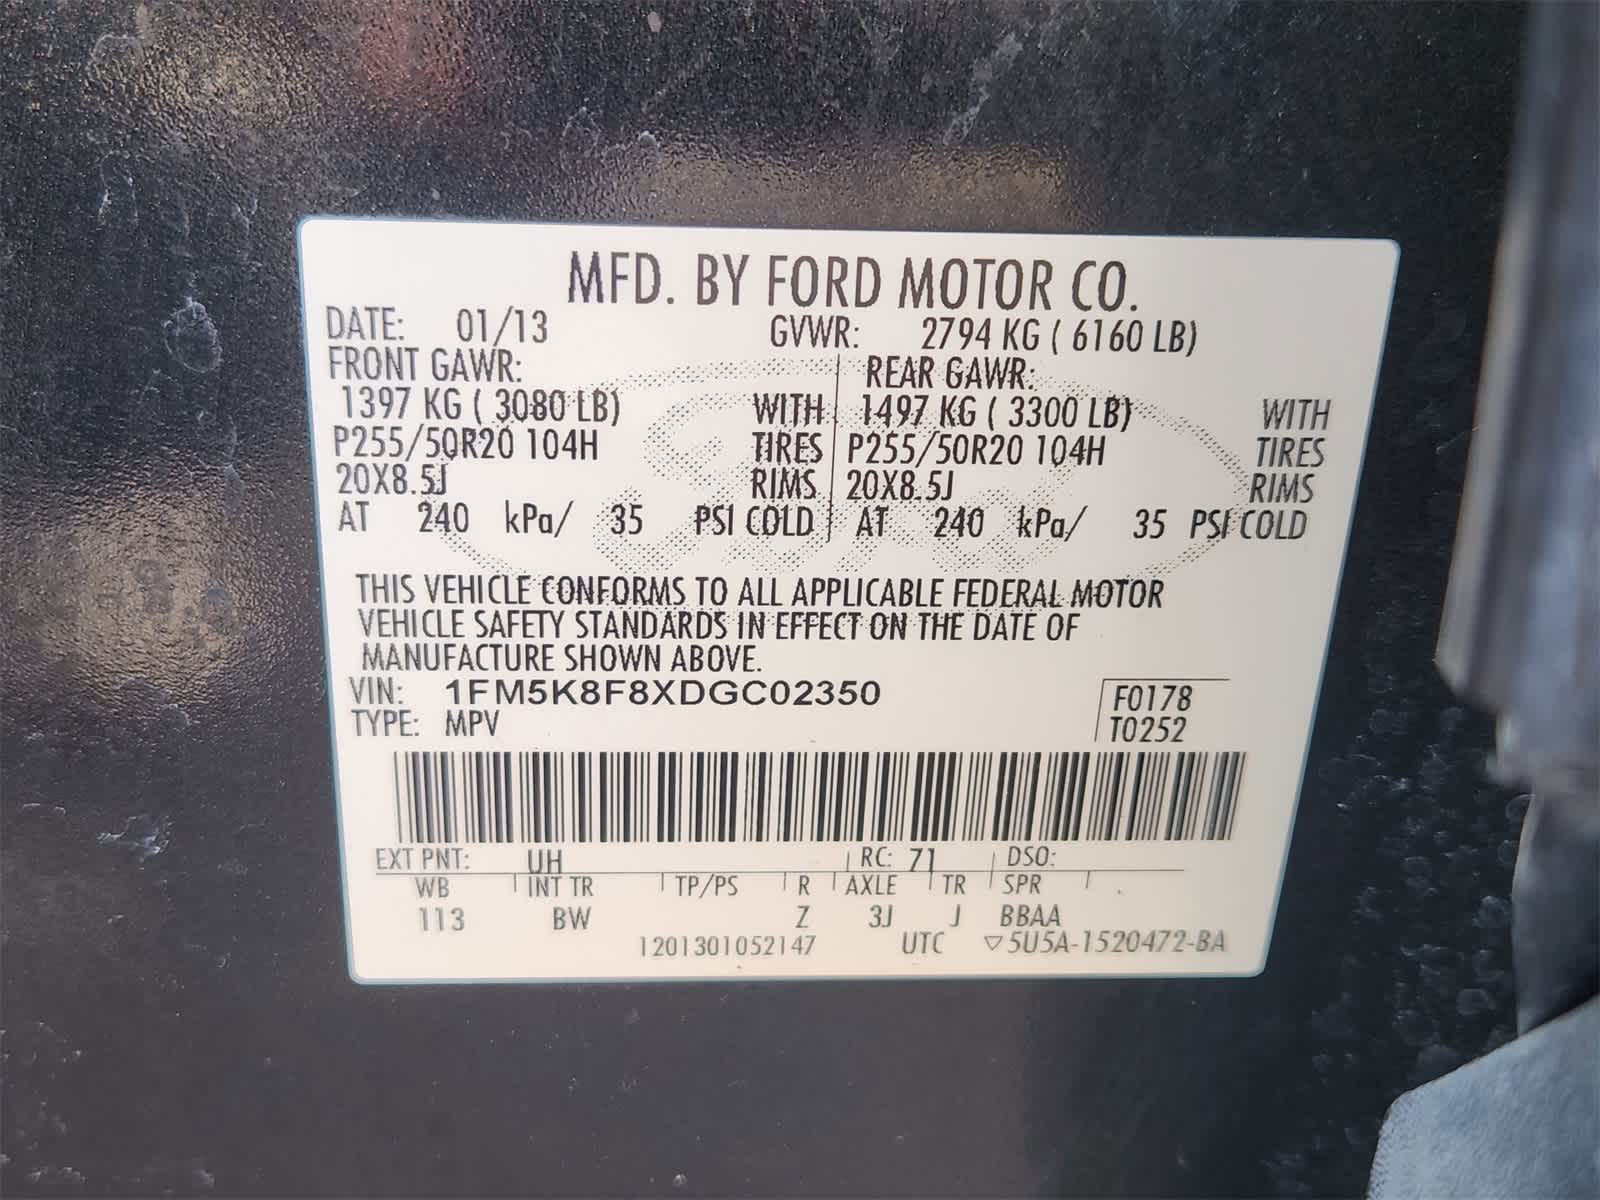 MFD. BY FORD MOTOR CO.
DATE: 01/13 GVWR: 2794 KG ( 6160 LB)
FRONT GAWR: REAR GAWR:
1397 KG ( 3080 LB) WITH 1497 KG ( 3300 LB) WITH
P255/50R20 104H TIRES P255/50R20 104H TIRES
20X8.5J RIMS 20X8.5J RIMS
AT 240 kPa/ 35 PSI COLD AT 240 kPa/ 35 PSI COLD
THIS VEHICLE CONFORMS TO ALL APPLICABLE FEDERAL MOTOR
VEHICLE SAFETY STANDARDS IN EFFECT ON THE DATE OF
MANUFACTURE SHOWN ABOVE.
VIN: 1FM5K8F8XDGC02350 F0178
TYPE: MPV T0252
EXT PNT: UH RC: 71 DSO:
WB INT TR TP/PS R AXLE TR SPR
113 BW Z 3J J BBAA
1201301052147 UTC ▽5U5A-1520472-BA